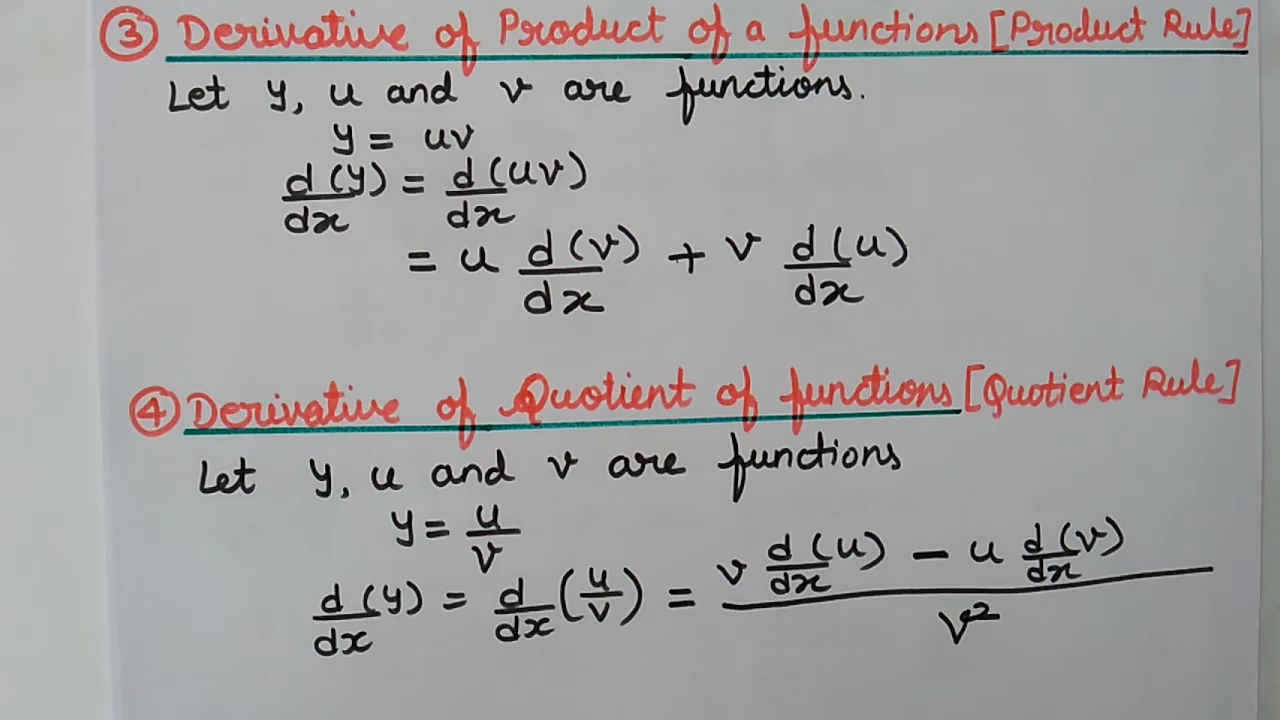 ③ Derivative of Product of a functions [Product Rule]
Let y, u and v are functions.
y = uv
d/dx (y) = d/dx (uv)
= u d/dx (v) + v d/dx (u)
④ Derivative of Quotient of functions [Quotient Rule]
Let y, u and v are functions
y = u/v
d/dx (y) = d/dx (u/v) = (v d/dx (u) − u d/dx (v)) / v²